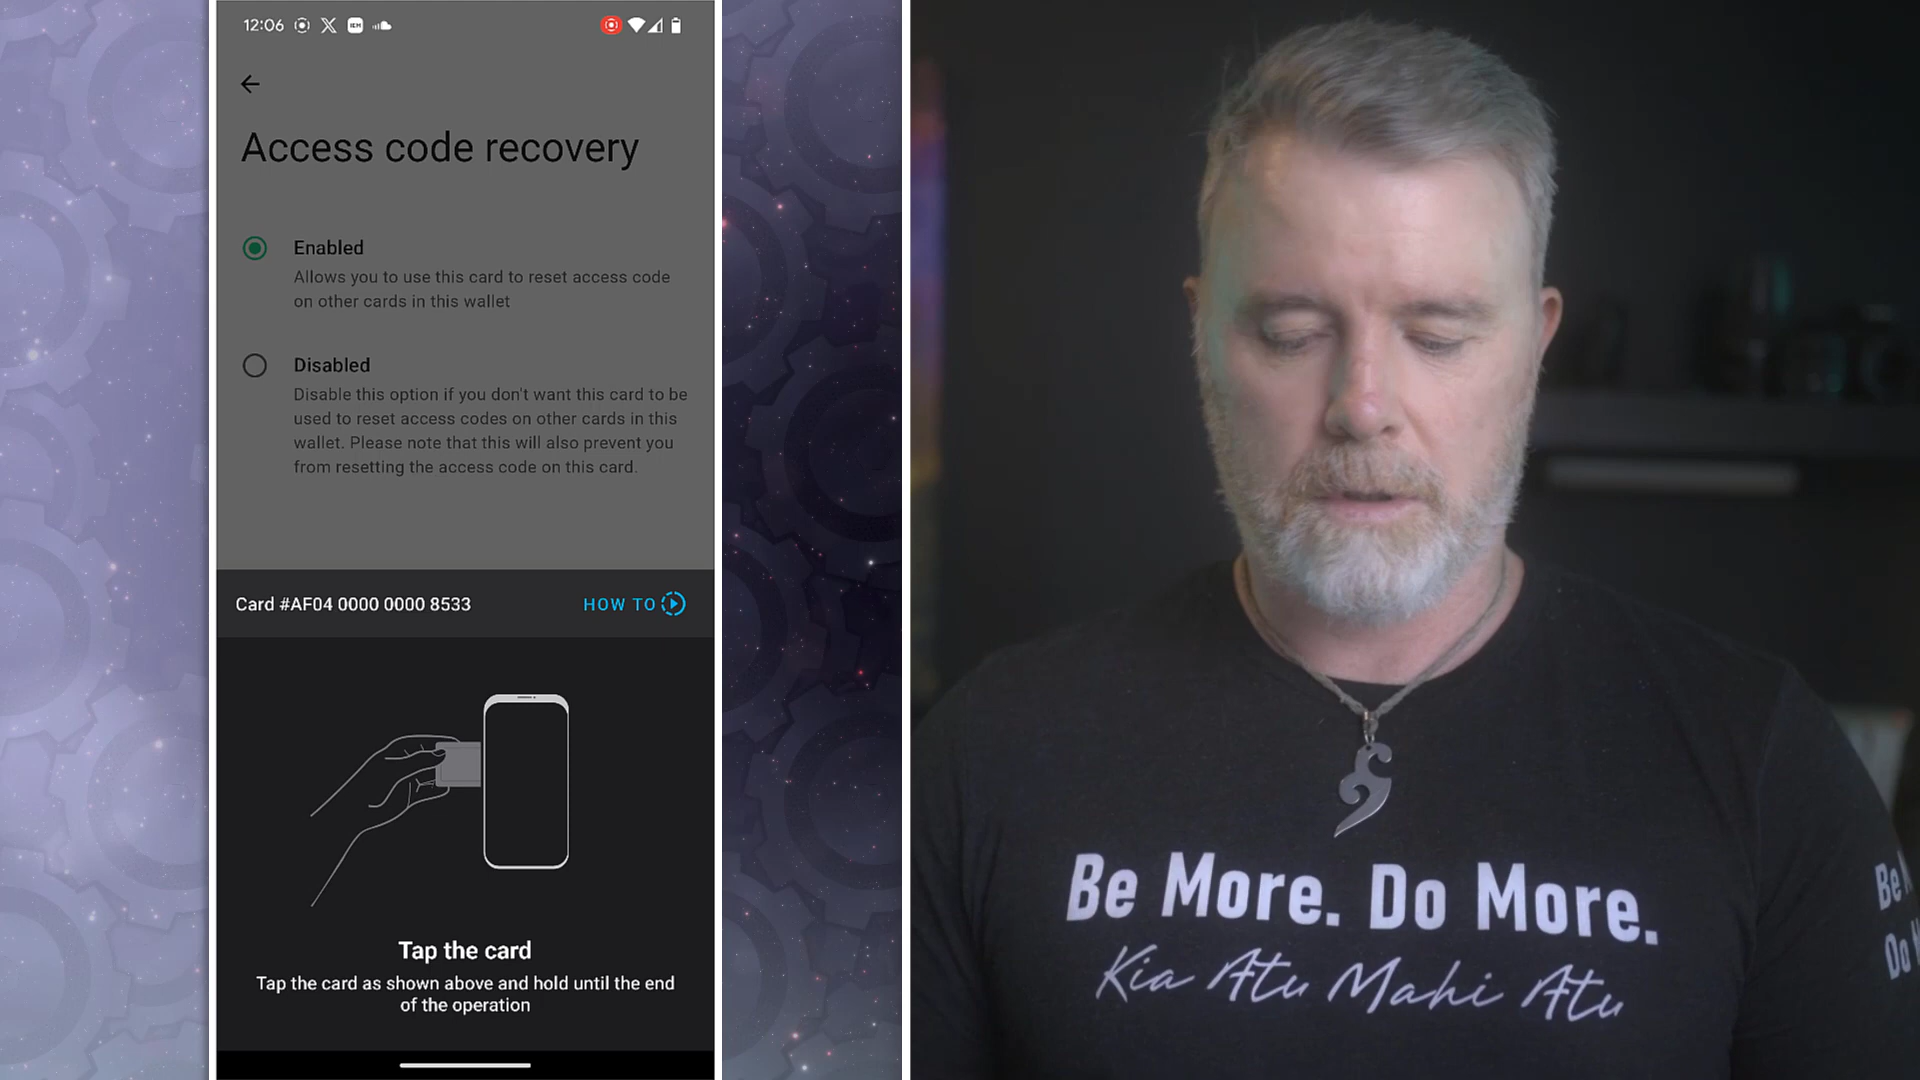 12:06
Access code recovery
Enabled
Allows you to use this card to reset access code
on other cards in this wallet
Disabled
Disable this option if you don't want this card to be
used to reset access codes on other cards in this
wallet. Please note that this will also prevent you
from resetting the access code on this card.
Card #AF04 0000 0000 8533
HOW TO
Tap the card
Tap the card as shown above and hold until the end
of the operation
Be More. Do More.
Kia Atu Mahi Atu
Be
Do